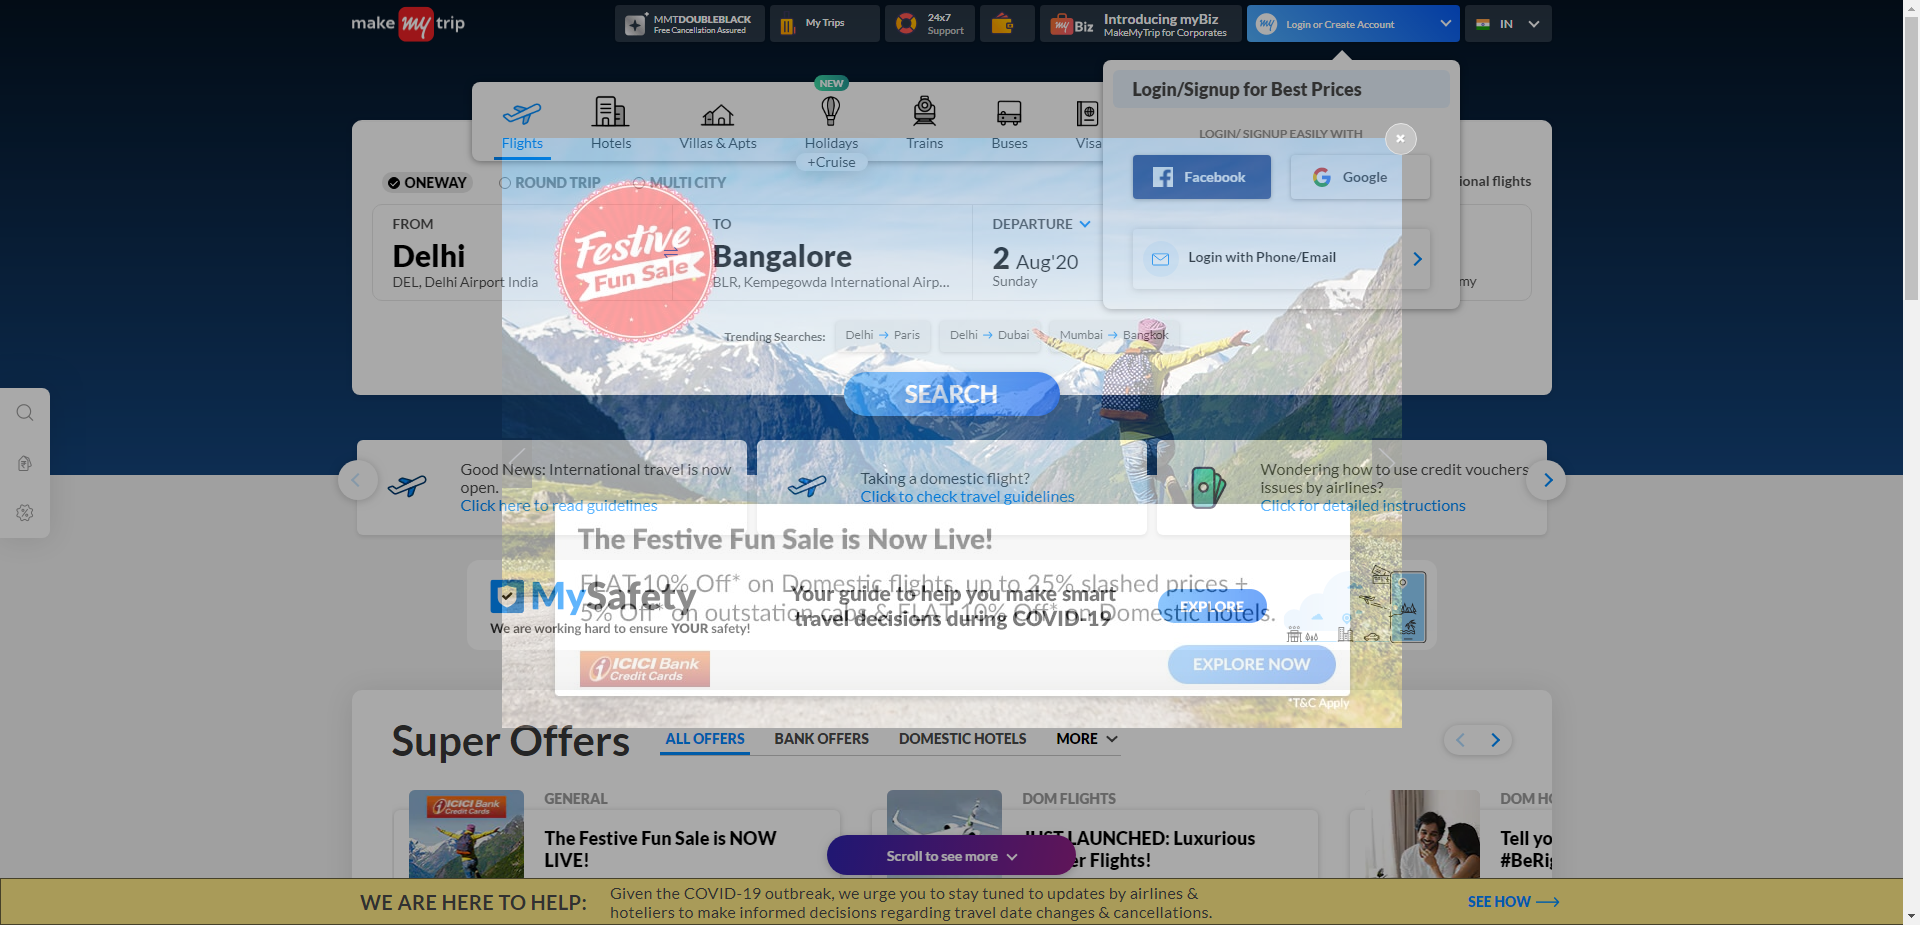 make my trip
MMTDOUBLEBLACK
Free Cancellation Assured
My Trips
24x7
Support
my Biz
Introducing myBiz
MakeMyTrip for Corporates
my
Login or Create Account
IN
Login/Signup for Best Prices
LOGIN/ SIGNUP EASILY WITH
Facebook
Google
Login with Phone/Email
NEW
Flights
Hotels
Villas & Apts
Holidays
+Cruise
Trains
Buses
Visa
ONEWAY
ROUND TRIP
MULTI CITY
ional flights
FROM
Delhi
DEL, Delhi Airport India
TO
Bangalore
BLR, Kempegowda International Airp...
DEPARTURE
2 Aug'20
Sunday
my
Festive
Fun Sale
Trending Searches:
Delhi → Paris
Delhi → Dubai
Mumbai → Bangkok
SEARCH
Good News: International travel is now
open.
Click here to read guidelines
Taking a domestic flight?
Click to check travel guidelines
Wondering how to use credit vouchers
issues by airlines?
Click for detailed instructions
The Festive Fun Sale is Now Live!
FLAT 10% Off* on Domestic flights, up to 25% slashed prices +
5% Off* on outstation cabs & FLAT 10% Off* on Domestic hotels.
MySafety
We are working hard to ensure YOUR safety!
Your guide to help you make smart
travel decisions during COVID-19
EXPLORE
ICICI Bank
Credit Cards
EXPLORE NOW
*T&C Apply
Super Offers
ALL OFFERS
BANK OFFERS
DOMESTIC HOTELS
MORE
ICICI Bank
Credit Cards
GENERAL
The Festive Fun Sale is NOW
LIVE!
DOM FLIGHTS
JUST LAUNCHED: Luxurious
er Flights!
DOM HO
Tell yo
#BeRig
Scroll to see more
WE ARE HERE TO HELP:
Given the COVID-19 outbreak, we urge you to stay tuned to updates by airlines &
hoteliers to make informed decisions regarding travel date changes & cancellations.
SEE HOW